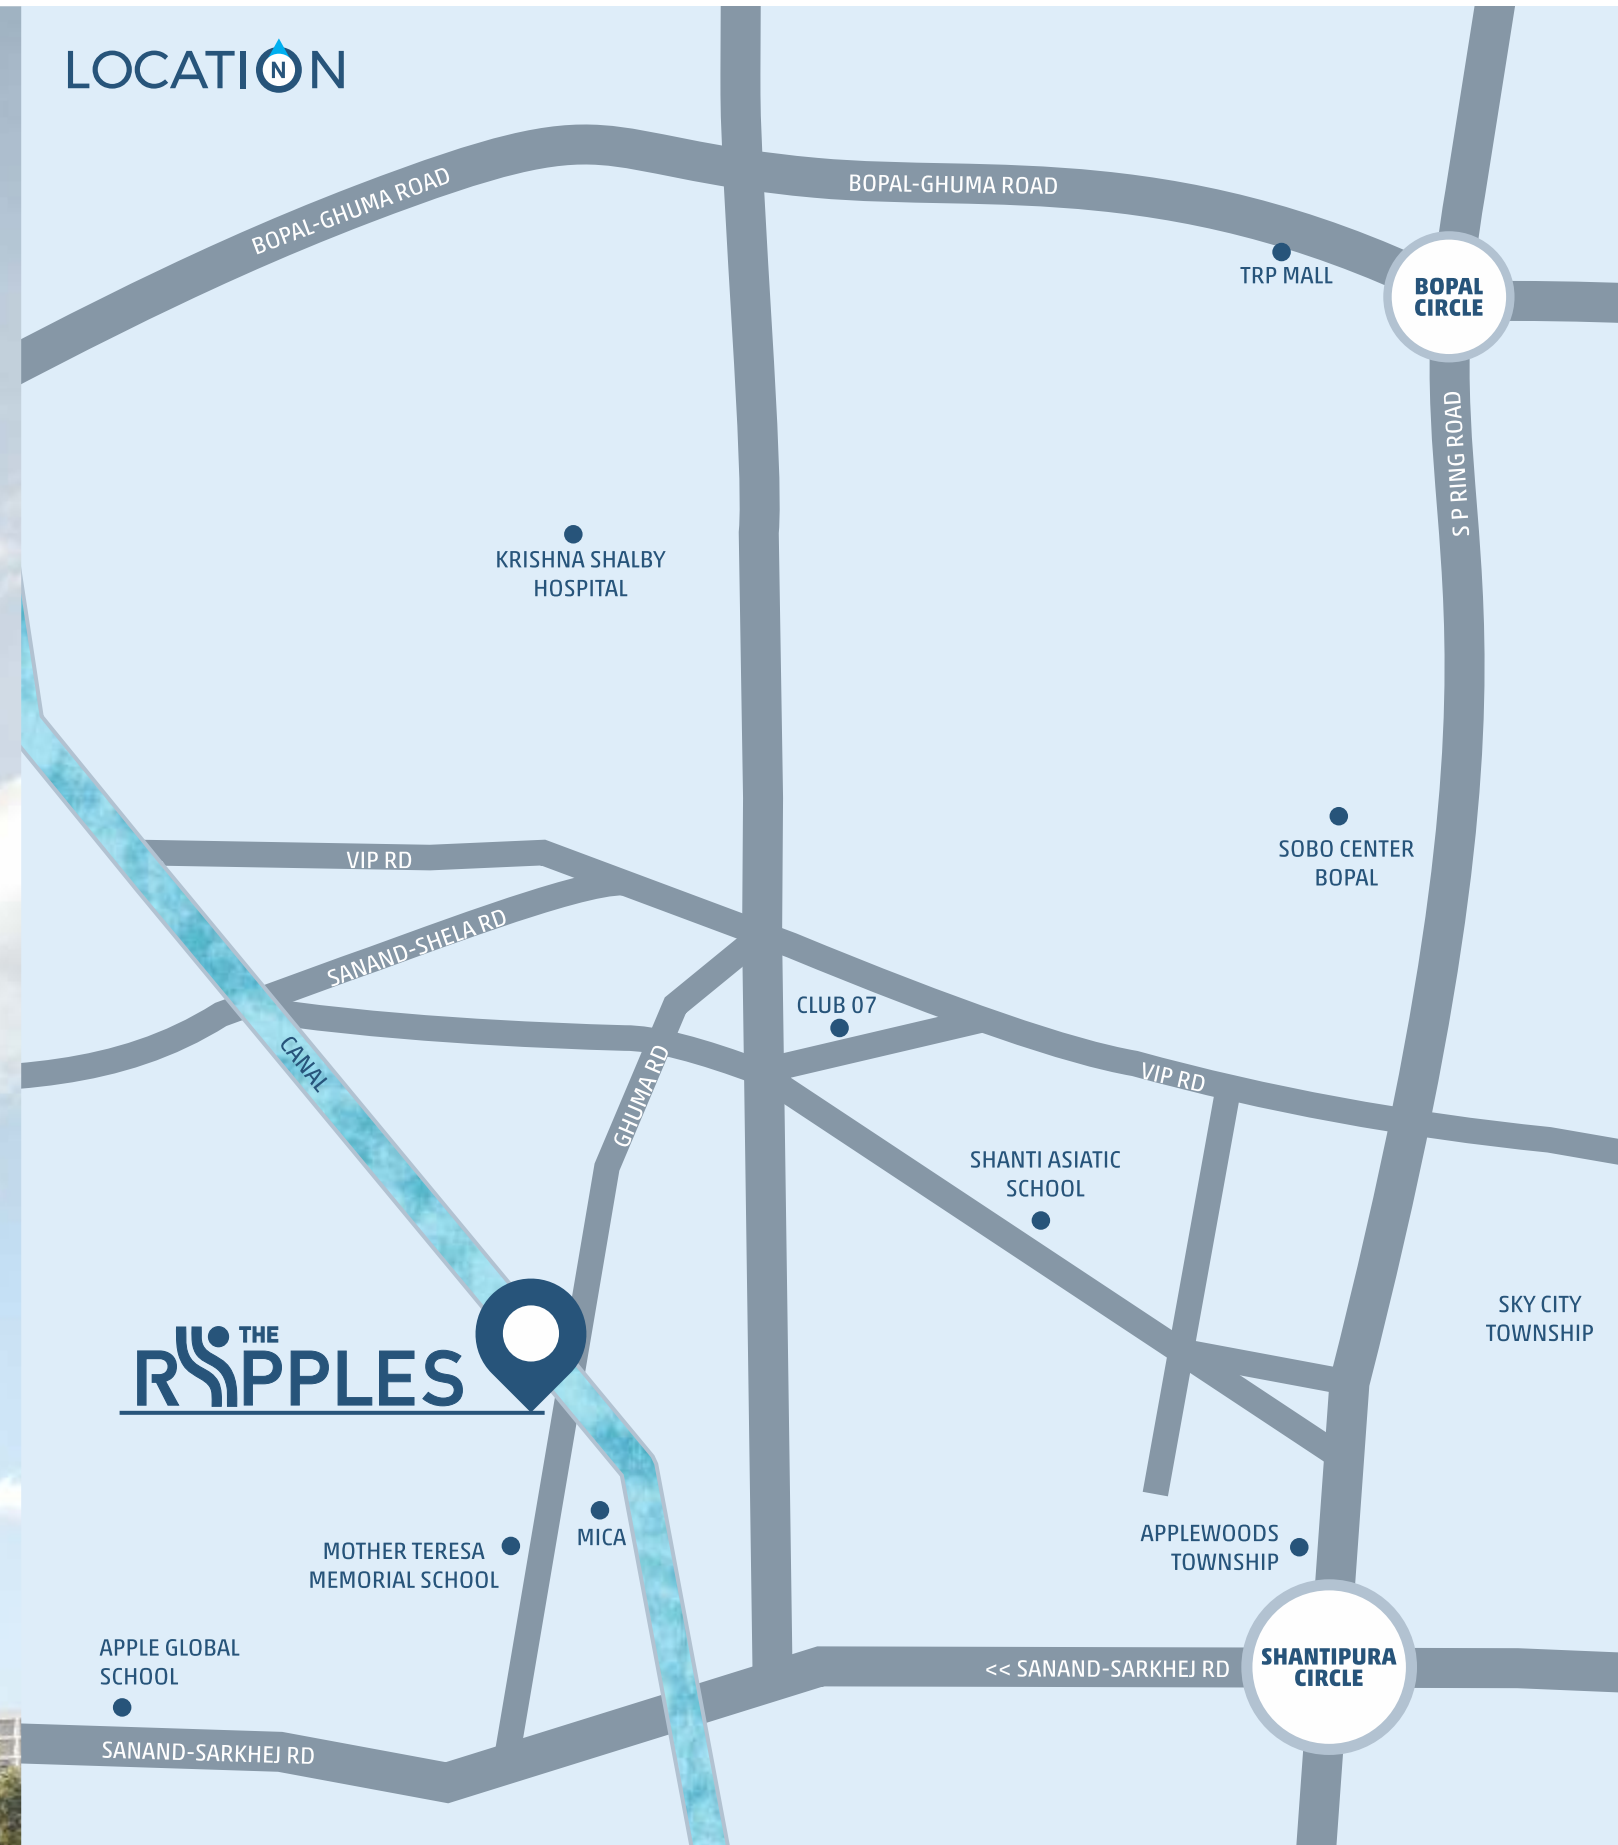 LOCATION
N
BOPAL-GHUMA ROAD
BOPAL-GHUMA ROAD
TRP MALL
BOPAL
CIRCLE
S P RING ROAD
KRISHNA SHALBY
HOSPITAL
SOBO CENTER
BOPAL
VIP RD
SANAND-SHELA RD
CLUB 07
CANAL
GHUMA RD
VIP RD
SHANTI ASIATIC
SCHOOL
SKY CITY
TOWNSHIP
THE
RIPPLES
MICA
MOTHER TERESA
MEMORIAL SCHOOL
APPLEWOODS
TOWNSHIP
APPLE GLOBAL
SCHOOL
<< SANAND-SARKHEJ RD
SHANTIPURA
CIRCLE
SANAND-SARKHEJ RD